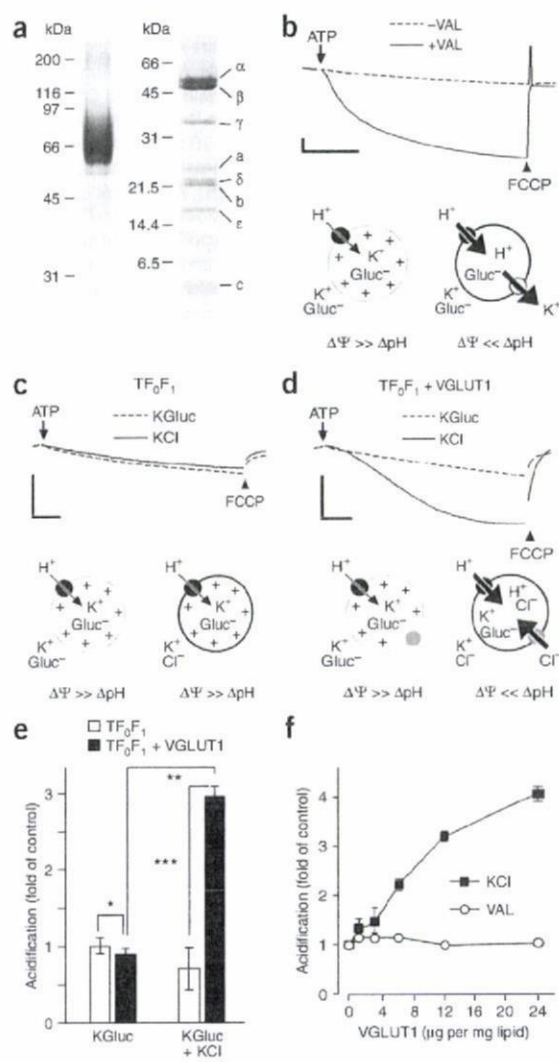 a
kDa
200
116
97
66
45
31
kDa
66
45
31
21.5
14.4
6.5
α
β
γ
a
δ
b
ε
c
b
ATP
−VAL
+VAL
FCCP
H⁺
K⁺
Gluc⁻
+ + + + + + +
K⁺
Gluc⁻
ΔΨ >> ΔpH
H⁺
H⁺
Gluc⁻
K⁺
Gluc⁻
K⁺
ΔΨ << ΔpH
c
TF₀F₁
ATP
KGluc
KCl
FCCP
H⁺
K⁺
Gluc⁻
K⁺
Gluc⁻
ΔΨ >> ΔpH
H⁺
K⁺
Gluc⁻
K⁺
Cl⁻
ΔΨ >> ΔpH
d
TF₀F₁ + VGLUT1
ATP
KGluc
KCl
FCCP
H⁺
K⁺
Gluc⁻
K⁺
Gluc⁻
ΔΨ >> ΔpH
H⁺
H⁺
K⁺
Cl⁻
Gluc⁻
K⁺
Cl⁻
Cl⁻
ΔΨ << ΔpH
e
TF₀F₁
TF₀F₁ + VGLUT1
Acidification (fold of control)
3
2
1
0
*
**
***
KGluc
KGluc
+ KCl
f
Acidification (fold of control)
4
3
2
1
0
KCl
VAL
0 4 8 12 16 20 24
VGLUT1 (μg per mg lipid)